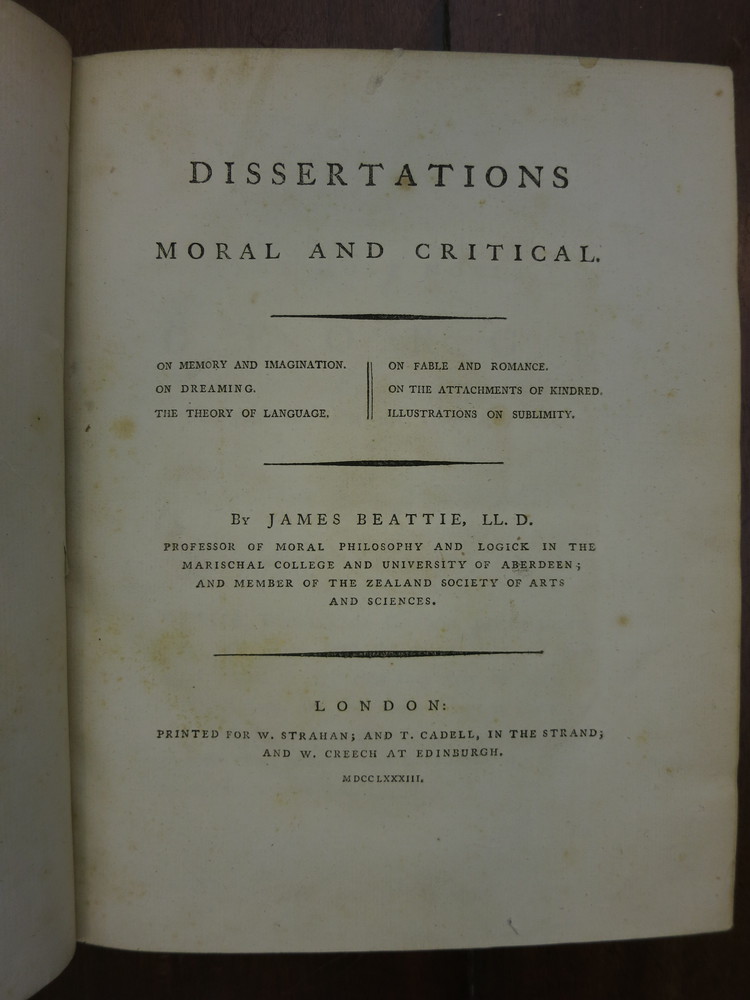 DISSERTATIONS
MORAL AND CRITICAL.
ON MEMORY AND IMAGINATION.
ON DREAMING.
THE THEORY OF LANGUAGE.
ON FABLE AND ROMANCE.
ON THE ATTACHMENTS OF KINDRED.
ILLUSTRATIONS ON SUBLIMITY.
By JAMES BEATTIE, LL. D.
PROFESSOR OF MORAL PHILOSOPHY AND LOGICK IN THE
MARISCHAL COLLEGE AND UNIVERSITY OF ABERDEEN;
AND MEMBER OF THE ZEALAND SOCIETY OF ARTS
AND SCIENCES.
LONDON:
PRINTED FOR W. STRAHAN; AND T. CADELL, IN THE STRAND;
AND W. CREECH AT EDINBURGH.
MDCCLXXXIII.